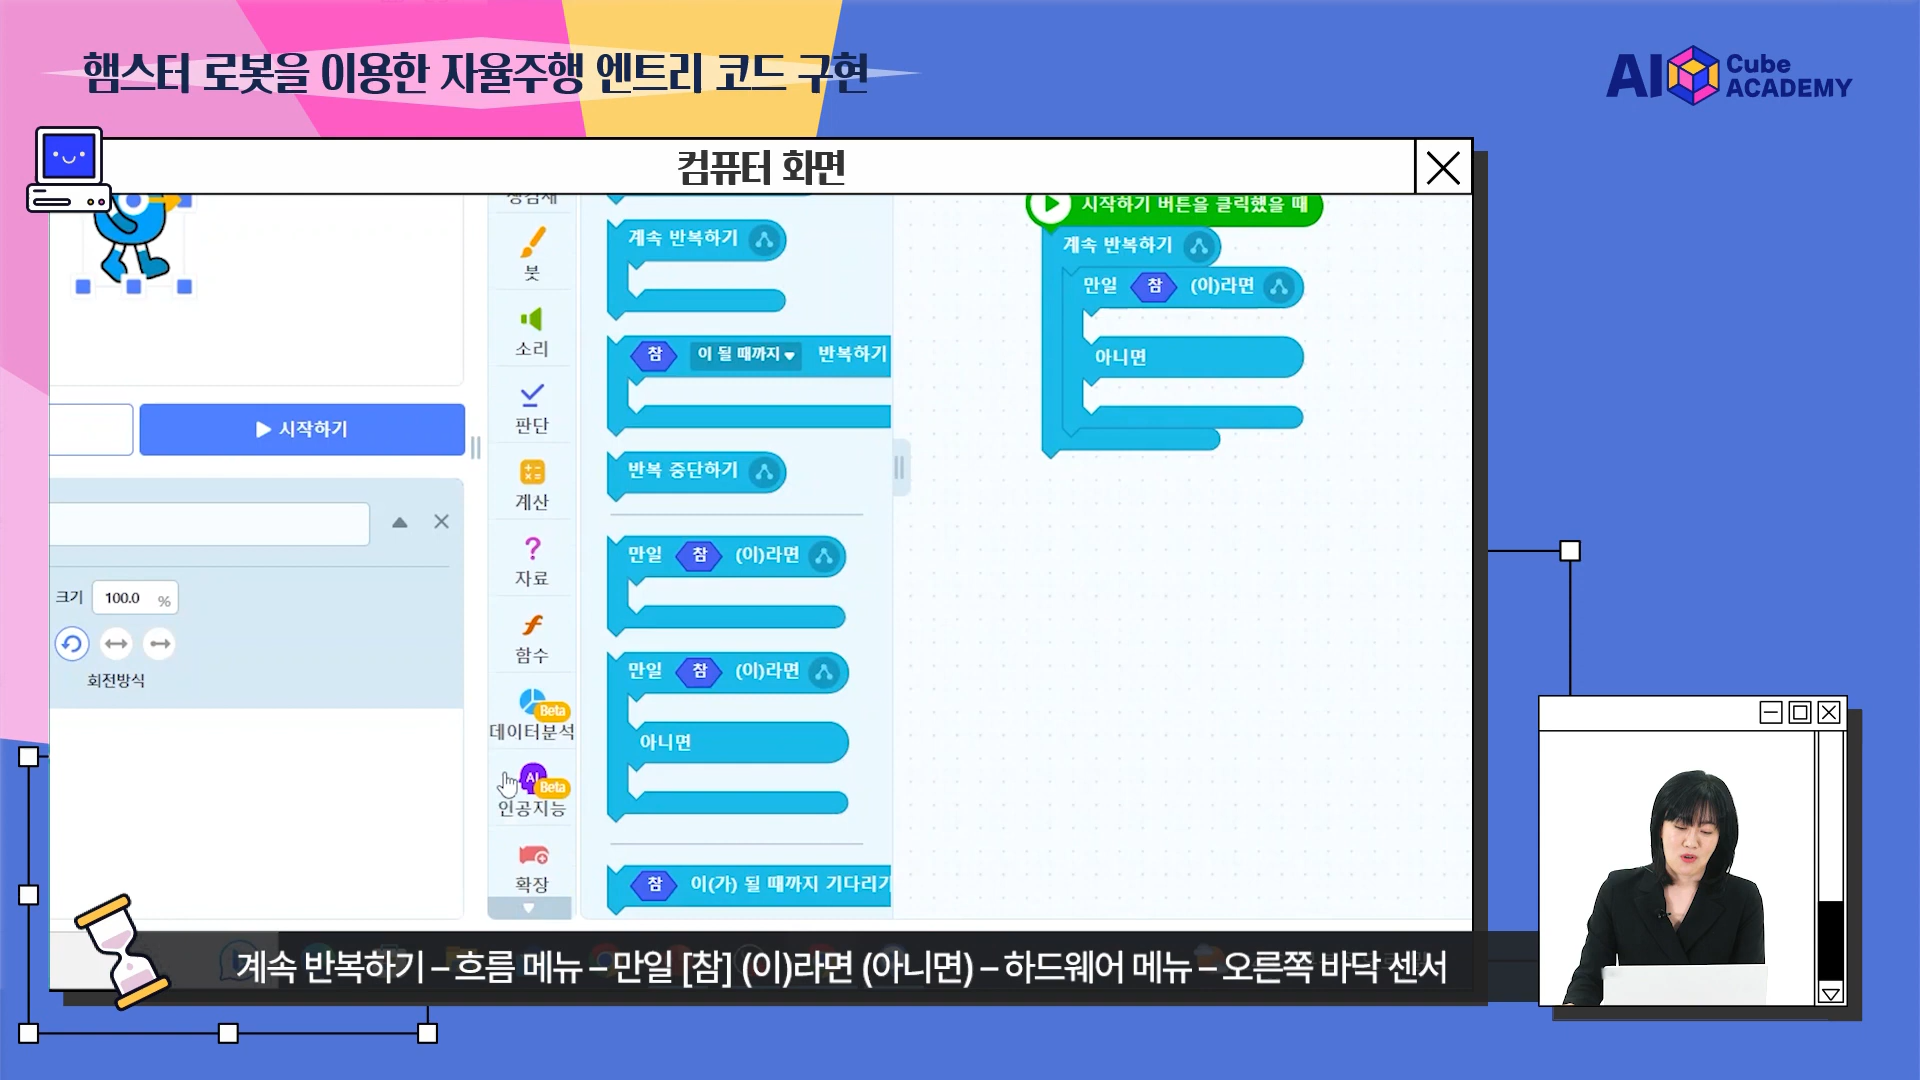 햄스터 로봇을 이용한 자율주행 엔트리 코드 구현
AI Cube ACADEMY
컴퓨터 화면
시작하기
크기 100.0 %
회전방식
붓
소리
판단
계산
자료
함수
Beta
데이터분석
AI Beta
인공지능
확장
계속 반복하기
참 이 될 때까지▼ 반복하기
반복 중단하기
만일 참 (이)라면
만일 참 (이)라면
아니면
참 이(가) 될 때까지 기다리기
시작하기 버튼을 클릭했을 때
계속 반복하기
만일 참 (이)라면
아니면
계속 반복하기 – 흐름 메뉴 – 만일 [참] (이)라면 (아니면) – 하드웨어 메뉴 – 오른쪽 바닥 센서